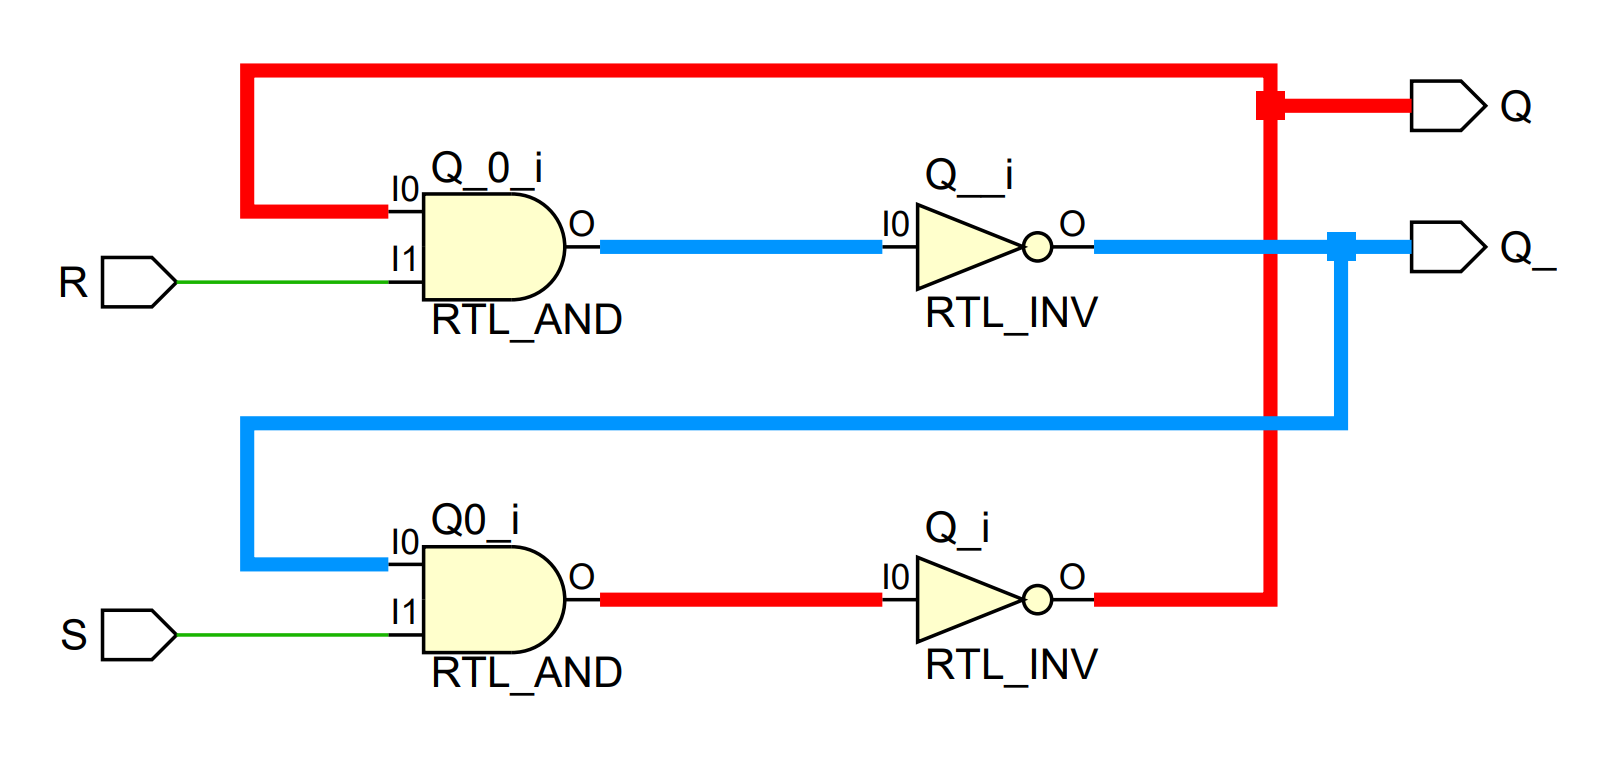 Q
Q_0_i
Q__i
I0
O
I0
O
I1
Q_
R
RTL_AND
RTL_INV
Q0_i
Q_i
I0
O
I0
O
I1
S
RTL_AND
RTL_INV